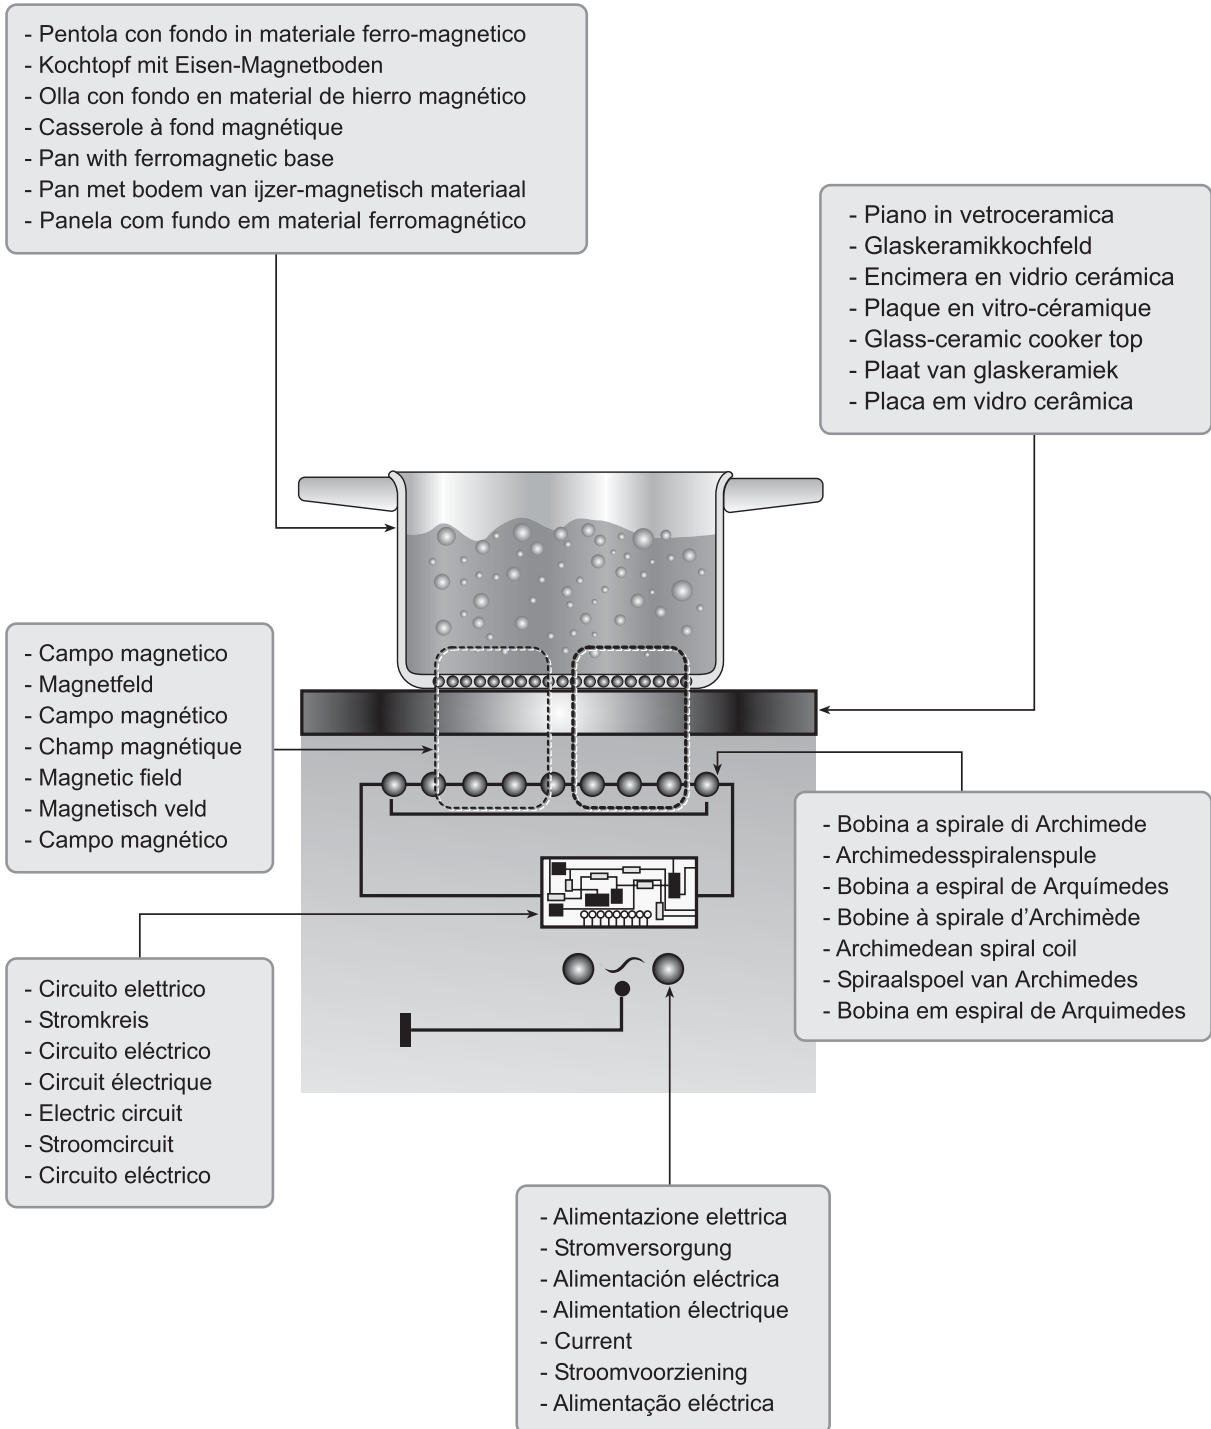 - Pentola con fondo in materiale ferro-magnetico
- Kochtopf mit Eisen-Magnetboden
- Olla con fondo en material de hierro magnético
- Casserole à fond magnétique
- Pan with ferromagnetic base
- Pan met bodem van ijzer-magnetisch materiaal
- Panela com fundo em material ferromagnético
- Piano in vetroceramica
- Glaskeramikkochfeld
- Encimera en vidrio cerámica
- Plaque en vitro-céramique
- Glass-ceramic cooker top
- Plaat van glaskeramiek
- Placa em vidro cerâmica
- Campo magnetico
- Magnetfeld
- Campo magnético
- Champ magnétique
- Magnetic field
- Magnetisch veld
- Campo magnético
- Bobina a spirale di Archimede
- Archimedesspiralenspule
- Bobina a espiral de Arquímedes
- Bobine à spirale d’Archimède
- Archimedean spiral coil
- Spiraalspoel van Archimedes
- Bobina em espiral de Arquimedes
- Circuito elettrico
- Stromkreis
- Circuito eléctrico
- Circuit électrique
- Electric circuit
- Stroomcircuit
- Circuito eléctrico
- Alimentazione elettrica
- Stromversorgung
- Alimentación eléctrica
- Alimentation électrique
- Current
- Stroomvoorziening
- Alimentação eléctrica